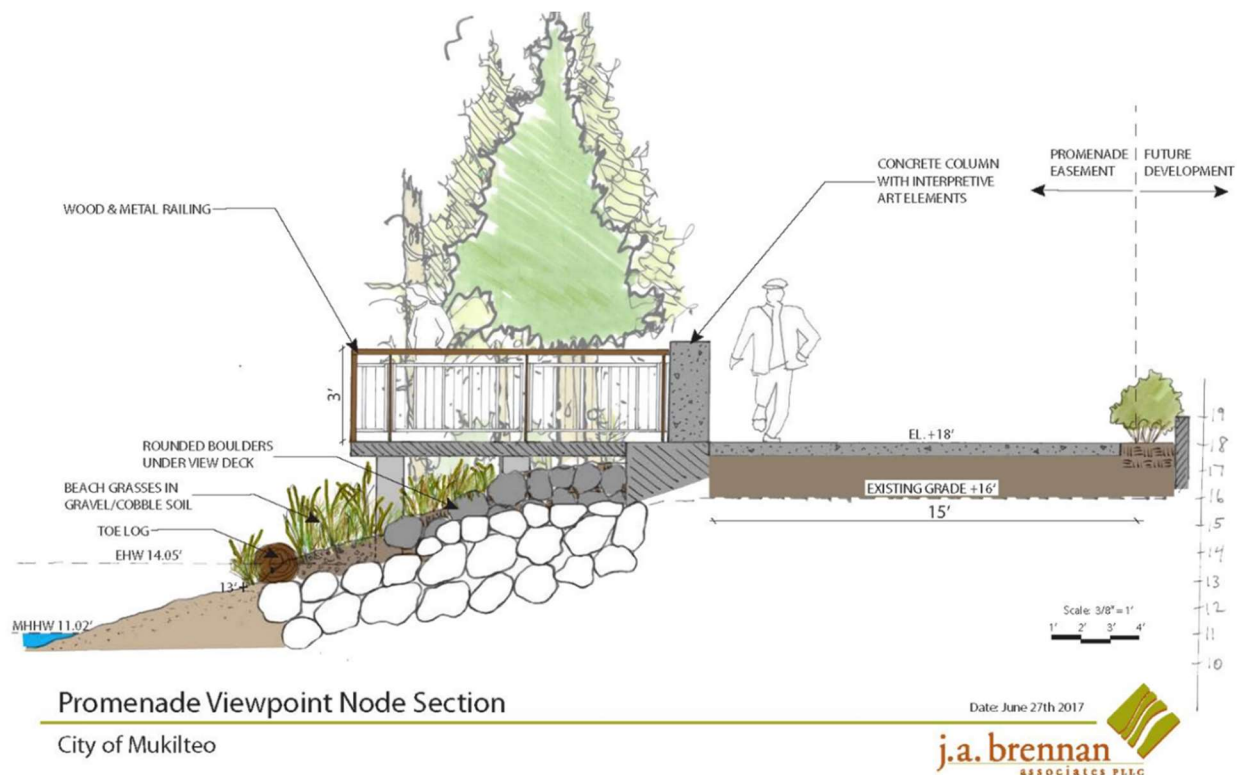 PROMENADE
EASEMENT
FUTURE
DEVELOPMENT
CONCRETE COLUMN
WITH INTERPRETIVE
ART ELEMENTS
WOOD & METAL RAILING
3'
ROUNDED BOULDERS
UNDER VIEW DECK
BEACH GRASSES IN
GRAVEL/COBBLE SOIL
TOE LOG
EHW 14.05'
13'+
MHHW 11.02'
EL. +18'
EXISTING GRADE +16'
15'
19
18
17
16
15
14
13
12
11
10
Scale: 3/8" = 1'
1' 2' 3' 4'
Promenade Viewpoint Node Section
Date: June 27th 2017
City of Mukilteo
j.a. brennan
associates PLLC